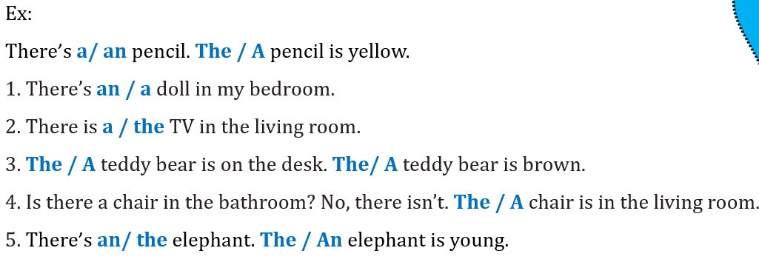 Ex:
There’s a/ an pencil. The / A pencil is yellow.
1. There’s an / a doll in my bedroom.
2. There is a / the TV in the living room.
3. The / A teddy bear is on the desk. The/ A teddy bear is brown.
4. Is there a chair in the bathroom? No, there isn’t. The / A chair is in the living room.
5. There’s an/ the elephant. The / An elephant is young.